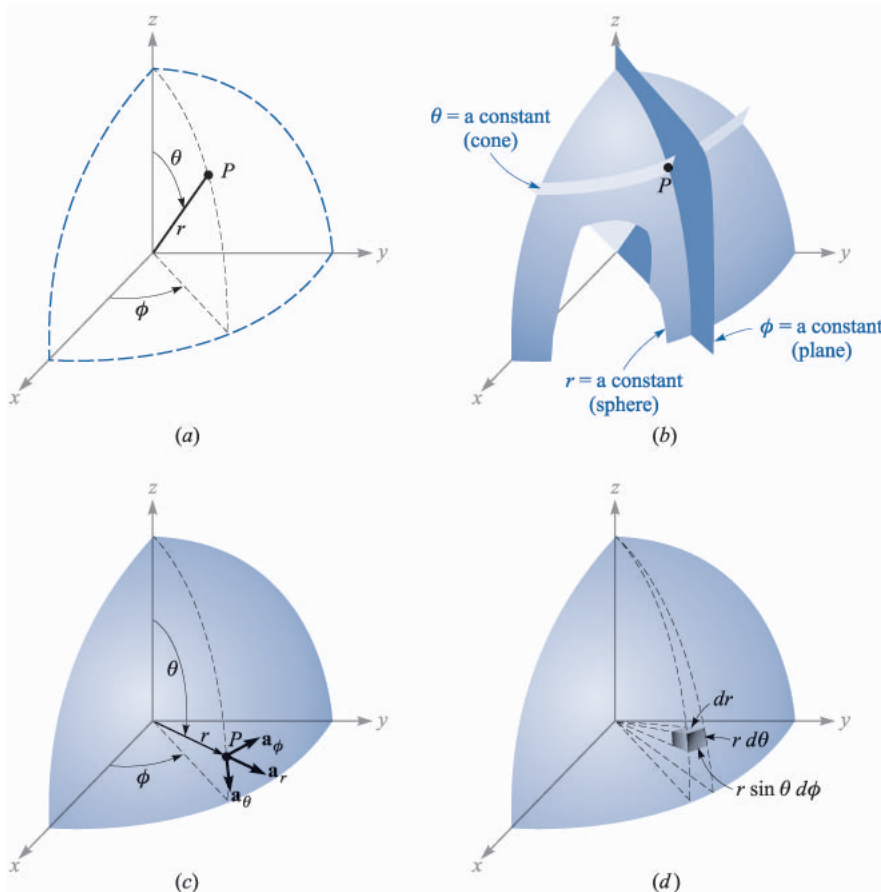 z
θ
P
r
y
ϕ
x
(a)
z
θ = a constant
(cone)
P
y
ϕ = a constant
(plane)
r = a constant
(sphere)
x
(b)
z
θ
r
P
a_ϕ
y
ϕ
a_r
a_θ
x
(c)
z
dr
y
r dθ
r sin θ dϕ
x
(d)